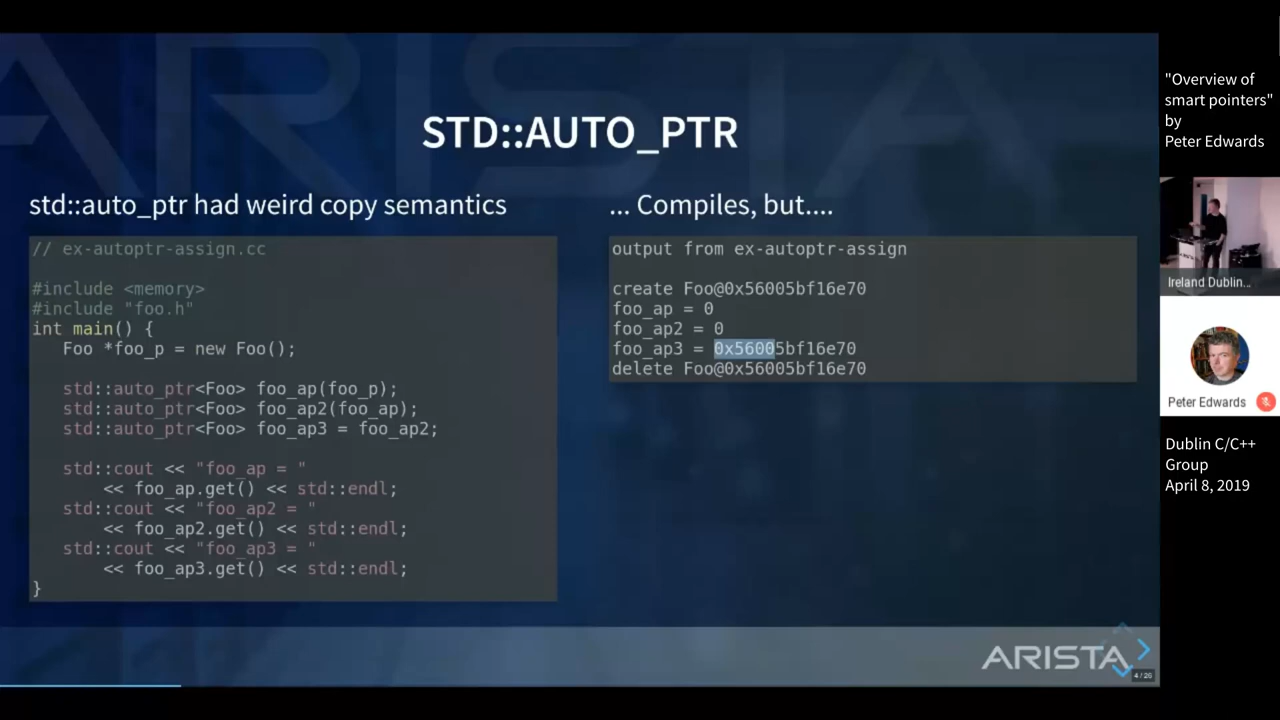 STD::AUTO_PTR
std::auto_ptr had weird copy semantics
// ex-autoptr-assign.cc
#include <memory>
#include "foo.h"
int main() {
Foo *foo_p = new Foo();
std::auto_ptr<Foo> foo_ap(foo_p);
std::auto_ptr<Foo> foo_ap2(foo_ap);
std::auto_ptr<Foo> foo_ap3 = foo_ap2;
std::cout << "foo_ap = "
<< foo_ap.get() << std::endl;
std::cout << "foo_ap2 = "
<< foo_ap2.get() << std::endl;
std::cout << "foo_ap3 = "
<< foo_ap3.get() << std::endl;
}
... Compiles, but....
output from ex-autoptr-assign
create Foo@0x56005bf16e70
foo_ap = 0
foo_ap2 = 0
foo_ap3 = 0x56005bf16e70
delete Foo@0x56005bf16e70
ARISTA
4 / 26
"Overview of
smart pointers"
by
Peter Edwards
Ireland Dublin...
Peter Edwards
Dublin C/C++
Group
April 8, 2019
ARISTA